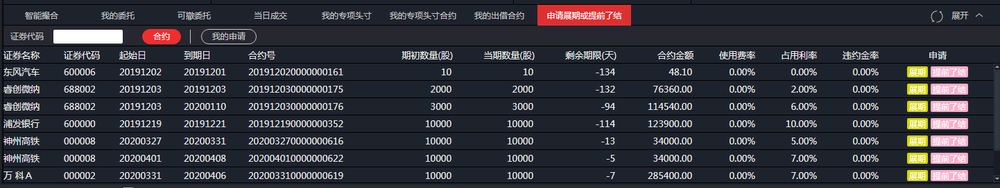 智能撮合 我的委托 可撤委托 当日成交 我的专项头寸 我的专项头寸合约 我的出借合约 申请展期或提前了结 展开
证券代码 合约 我的申请
证券名称 证券代码 起始日 到期日 合约号 期初数量(股) 当期数量(股) 剩余期限(天) 合约金额 使用费率 占用利率 违约金率 申请
东风汽车 600006 20191202 20191201 201912020000000161 10 10 -134 48.10 0.00% 0.00% 0.00% 展期 提前了结
睿创微纳 688002 20191203 20191203 201912030000000175 2000 2000 -132 76360.00 0.00% 2.00% 0.00% 展期 提前了结
睿创微纳 688002 20191203 20200110 201912030000000176 3000 3000 -94 114540.00 0.00% 6.00% 0.00% 展期 提前了结
浦发银行 600000 20191219 20191221 201912190000000352 10000 10000 -114 123900.00 0.00% 10.00% 0.00% 展期 提前了结
神州高铁 000008 20200327 20200331 202003270000000616 10000 10000 -13 34000.00 0.00% 5.00% 0.00% 展期 提前了结
神州高铁 000008 20200401 20200408 202004010000000622 10000 10000 -5 34000.00 0.00% 7.00% 0.00% 展期 提前了结
万 科A 000002 20200331 20200406 202003310000000619 10000 10000 -7 285400.00 0.00% 7.00% 0.00% 展期 提前了结